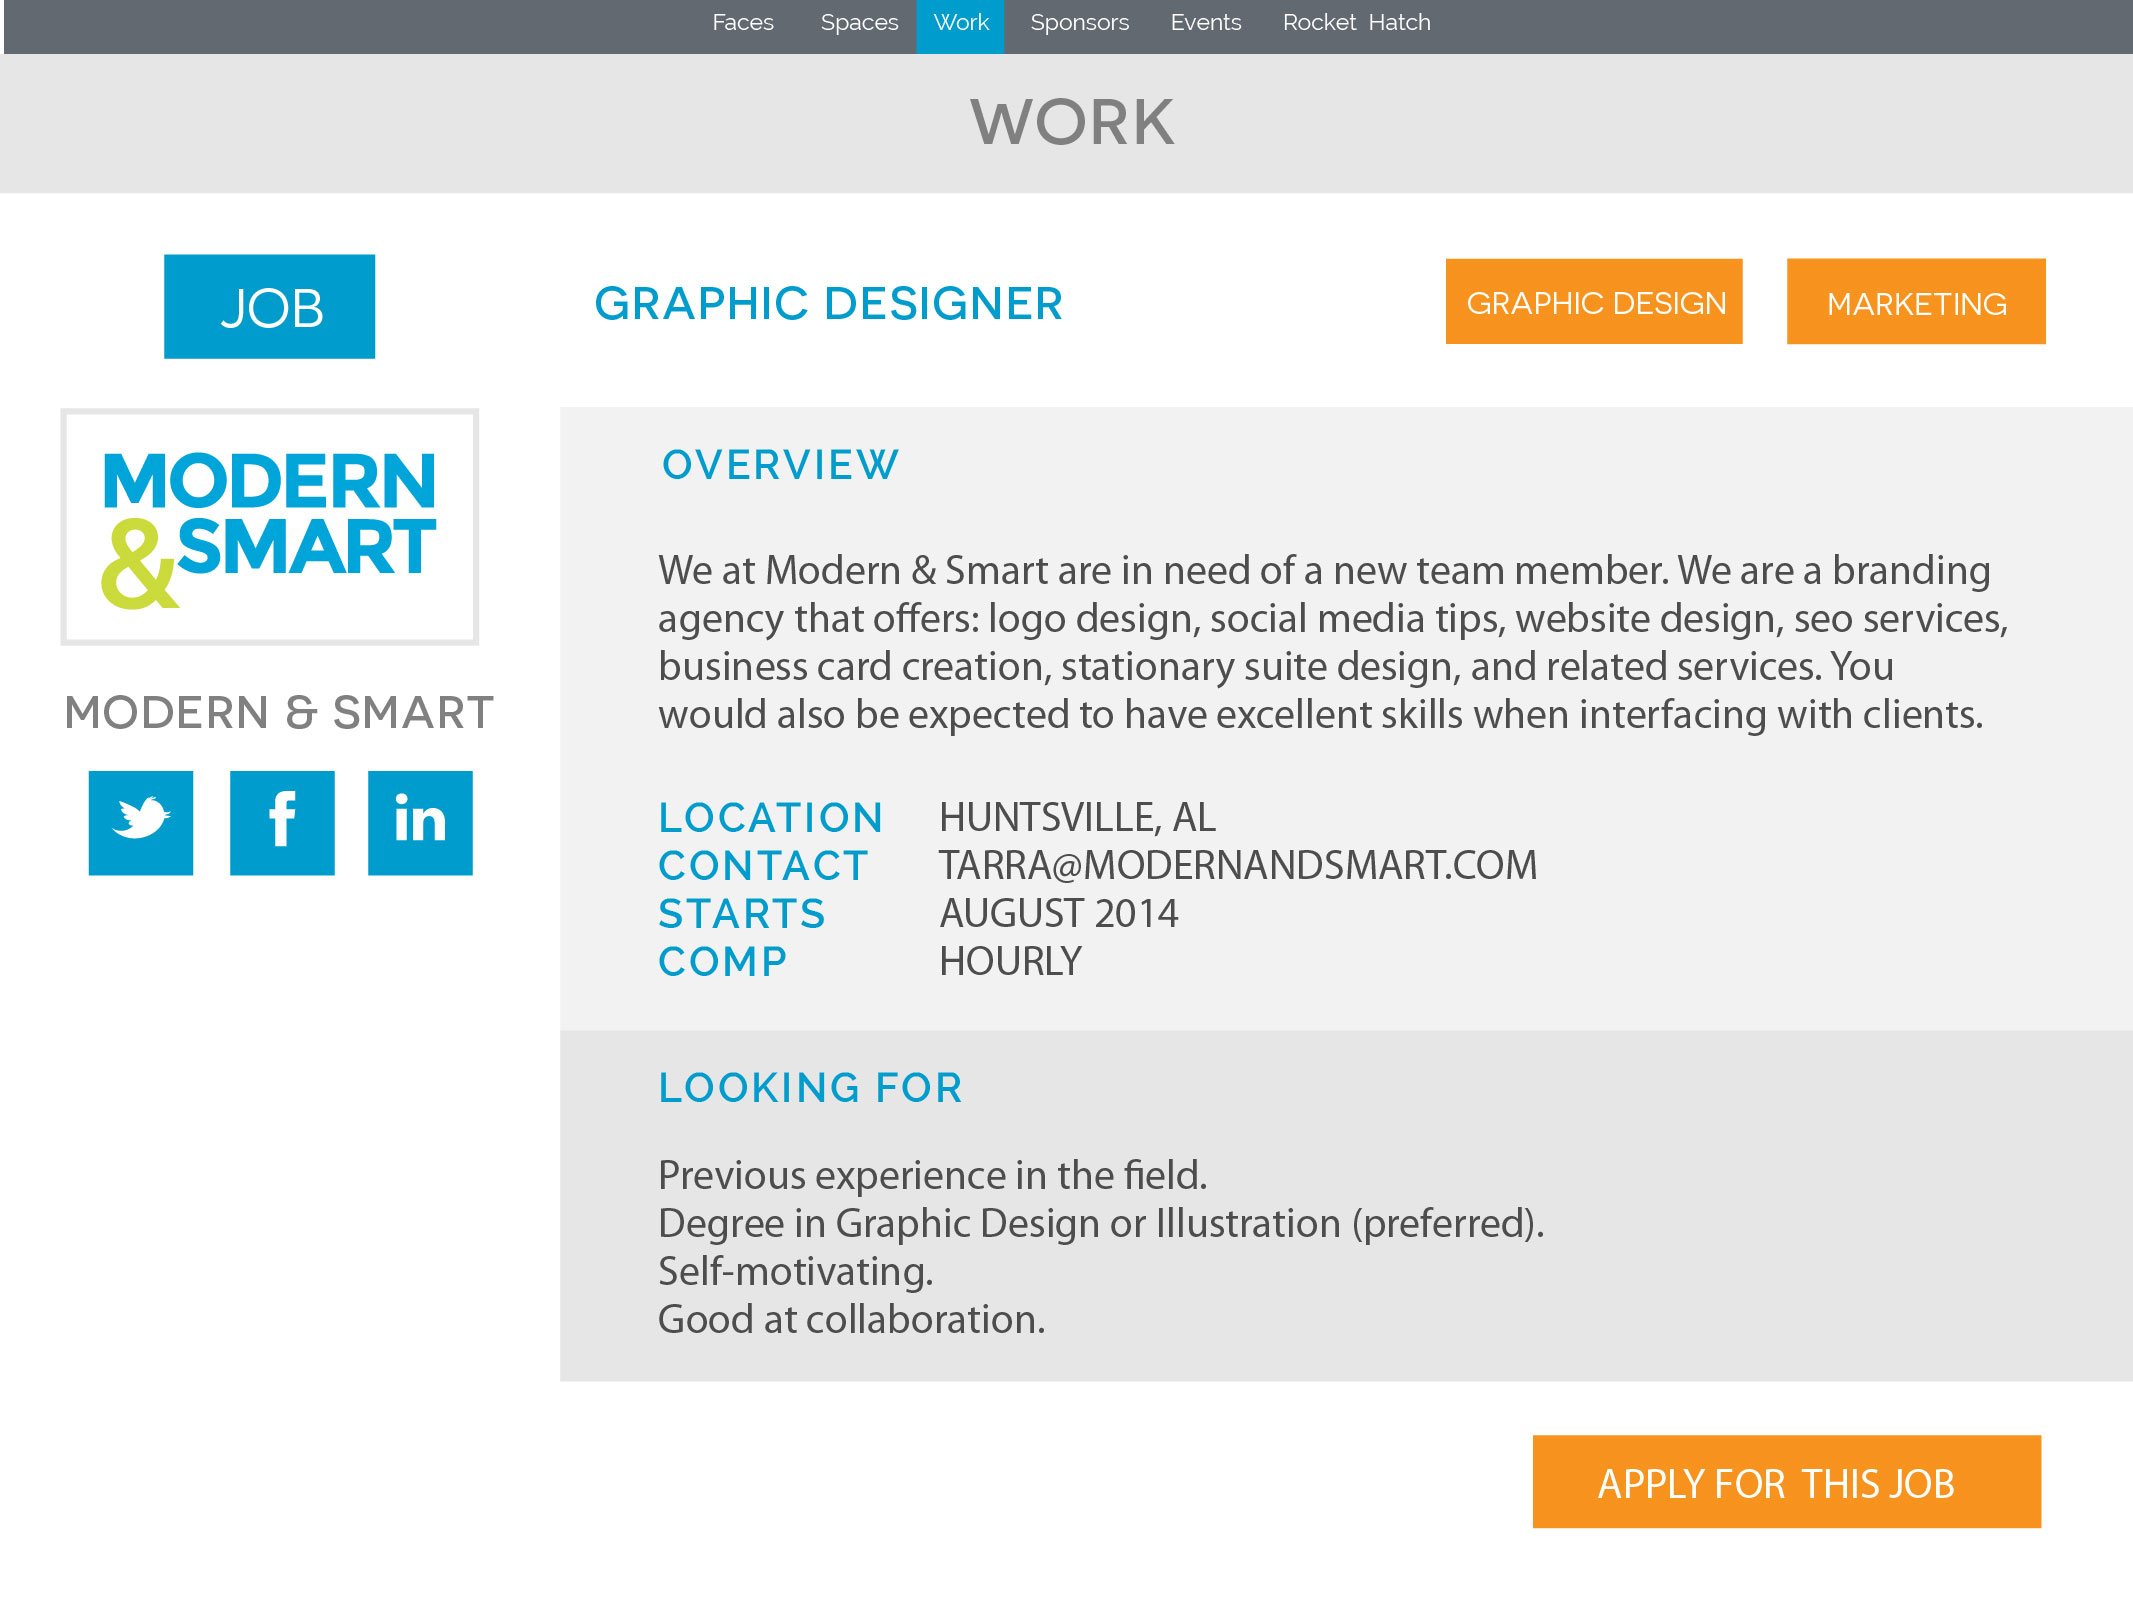 Faces Spaces Work Sponsors Events Rocket Hatch
WORK
JOB
GRAPHIC DESIGNER
GRAPHIC DESIGN
MARKETING
MODERN
&SMART
MODERN & SMART
f
in
OVERVIEW
We at Modern & Smart are in need of a new team member. We are a branding
agency that offers: logo design, social media tips, website design, seo services,
business card creation, stationary suite design, and related services. You
would also be expected to have excellent skills when interfacing with clients.
LOCATION HUNTSVILLE, AL
CONTACT TARRA@MODERNANDSMART.COM
STARTS AUGUST 2014
COMP HOURLY
LOOKING FOR
Previous experience in the field.
Degree in Graphic Design or Illustration (preferred).
Self-motivating.
Good at collaboration.
APPLY FOR THIS JOB